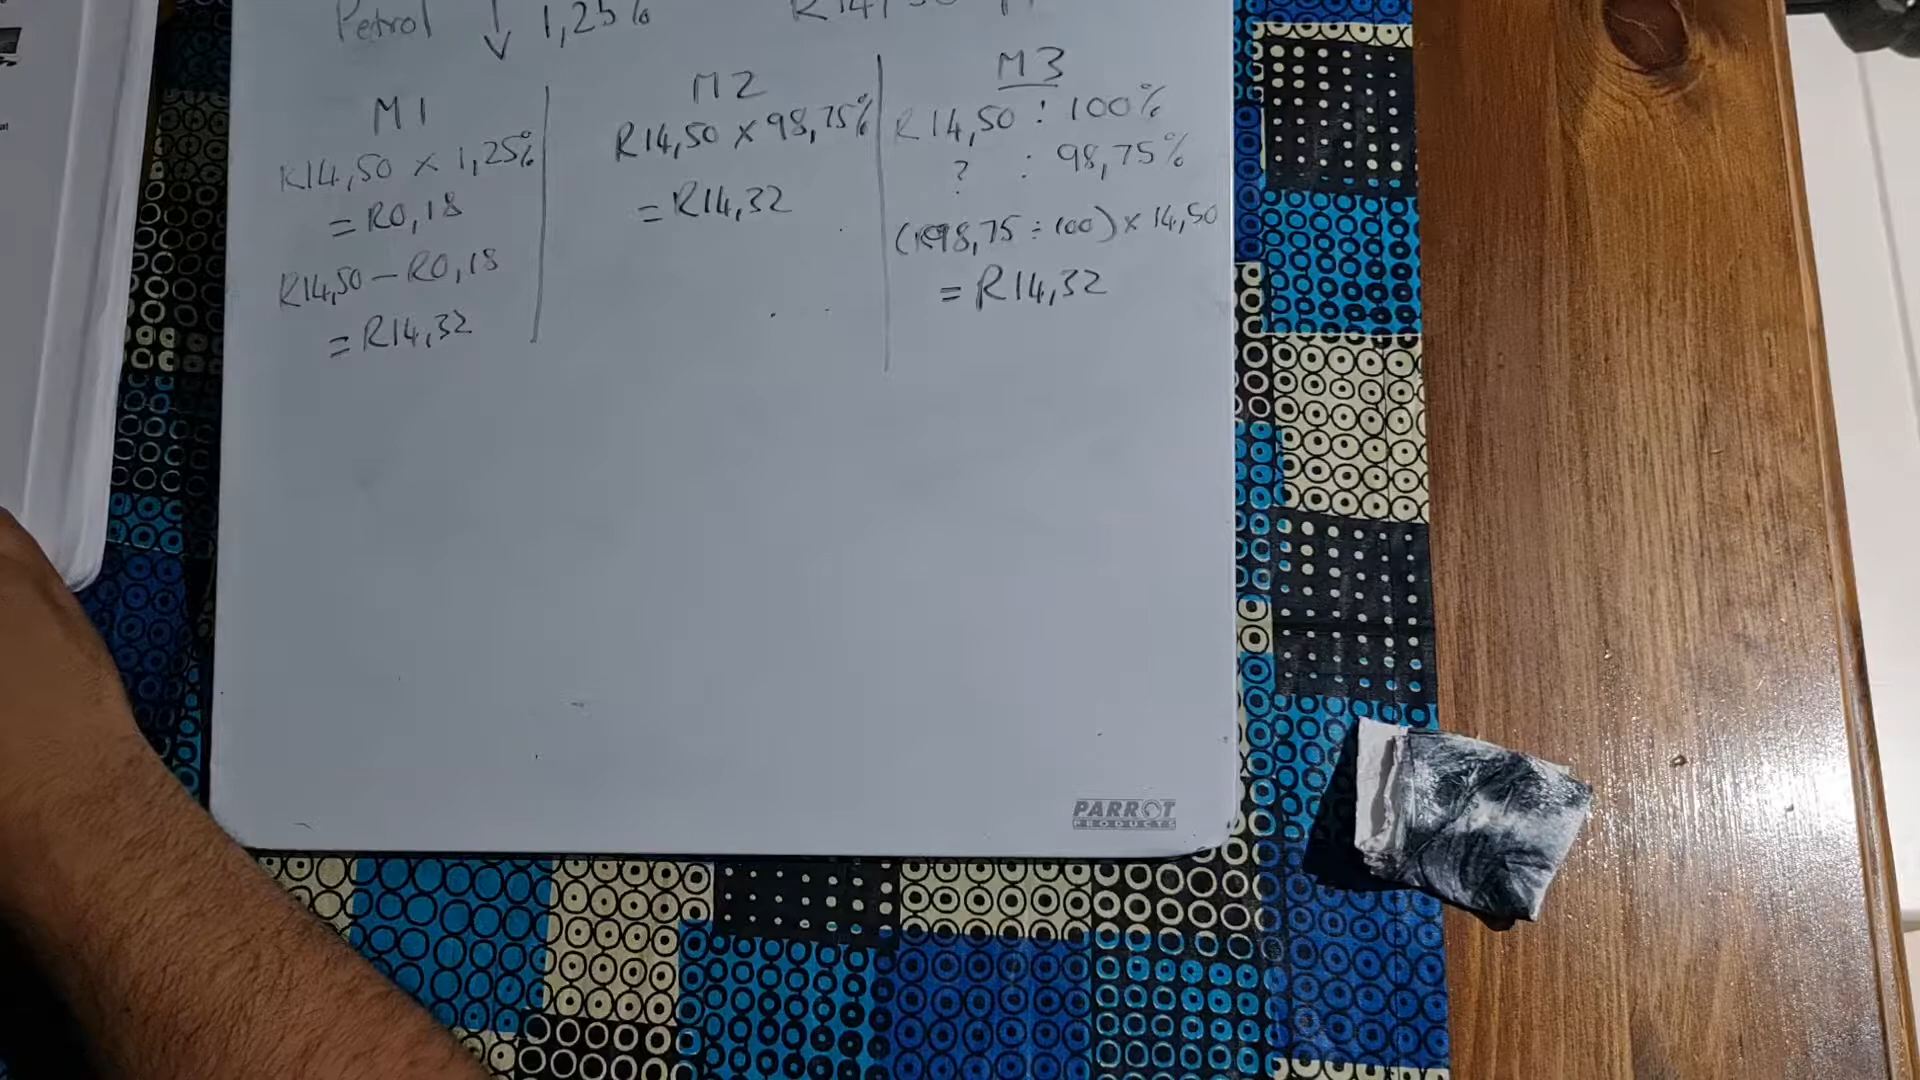 Petrol ↓ 1,25%
M1
R14,50 × 1,25%
= R0,18
R14,50 – R0,18
= R14,32
M2
R14,50 × 98,75%
= R14,32
M3
R14,50 : 100%
? : 98,75%
98,75 ÷ 100) × 14,50
= R14,32
PARROT
PRODUCTS